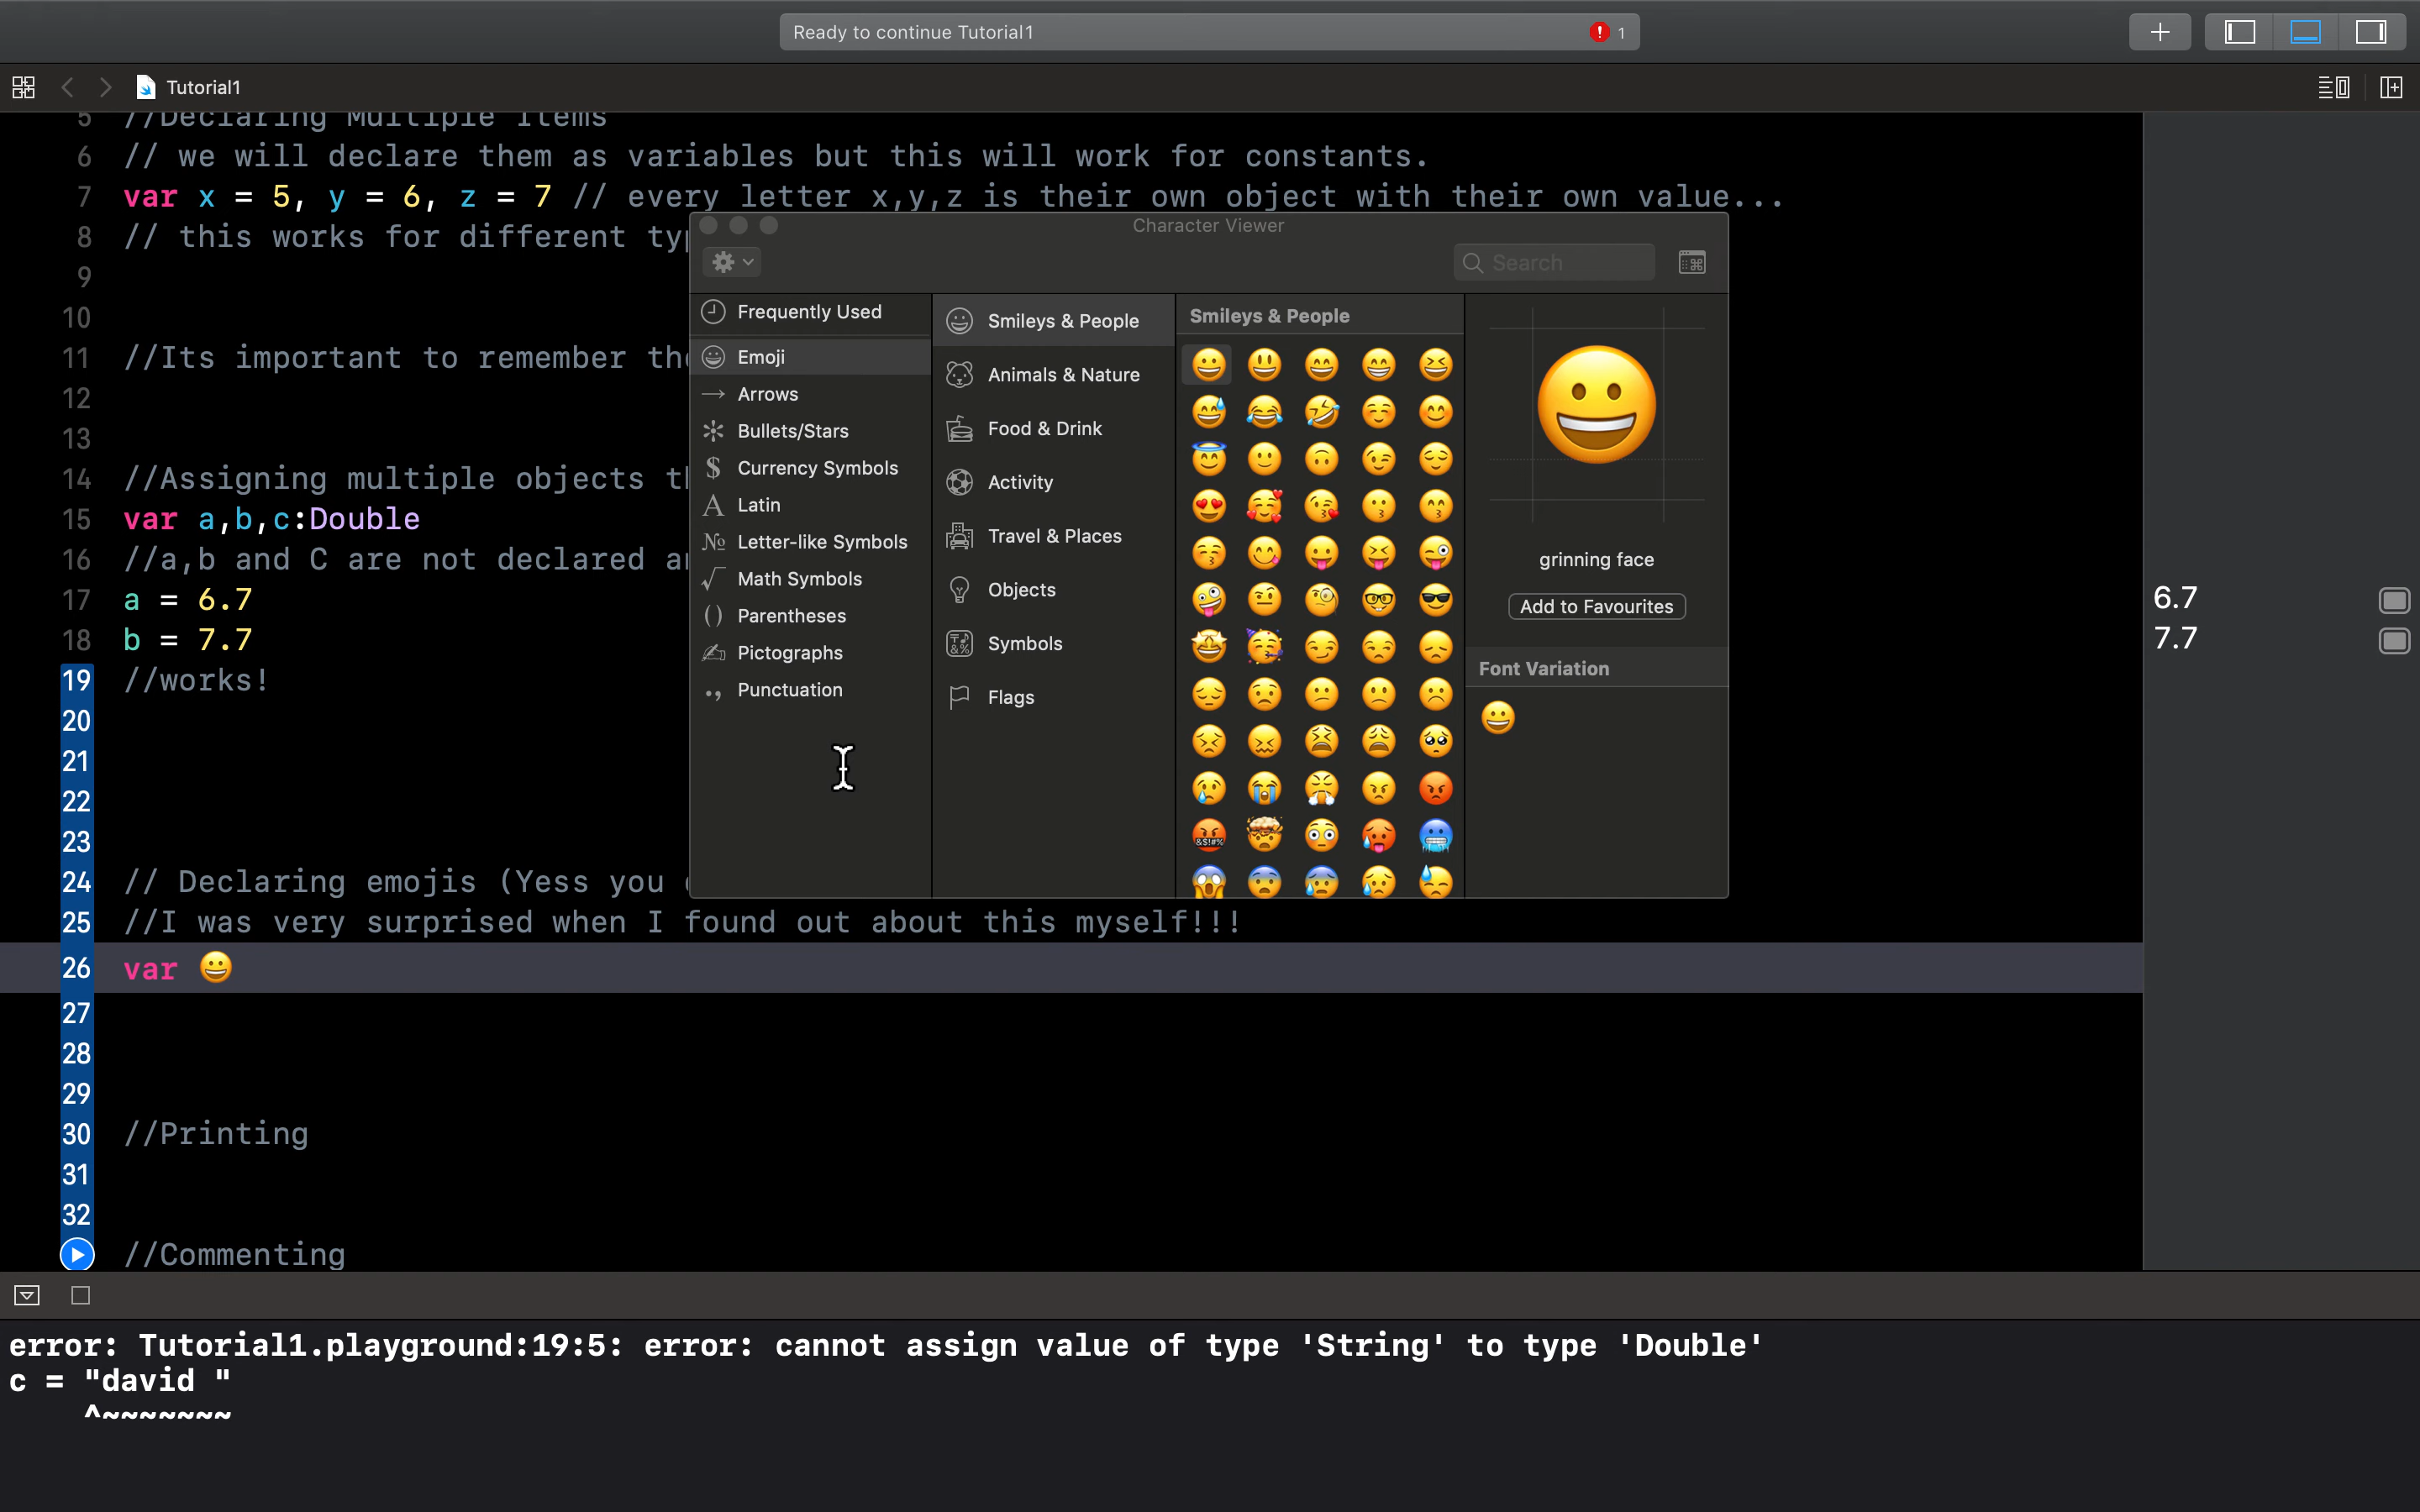 Ready to continue Tutorial1
1
Tutorial1
5 //Declaring Multiple Items
6 // we will declare them as variables but this will work for constants.
7 var x = 5, y = 6, z = 7 // every letter x,y,z is their own object with their own value...
8 // this works for different
9
10
11 //Its important to remember
12
13
14 //Assigning multiple objects
15 var a,b,c:Double
16 //a,b and C are not declared
17 a = 6.7
18 b = 7.7
19 //works!
20
21
22
23
24 // Declaring emojis (Yess you
25 //I was very surprised when I found out about this myself!!!
26 var 😀
27
28
29
30 //Printing
31
32
//Commenting
6.7
7.7
Character Viewer
Search
Frequently Used
Emoji
Arrows
Bullets/Stars
Currency Symbols
Latin
Letter-like Symbols
Math Symbols
Parentheses
Pictographs
Punctuation
Smileys & People
Animals & Nature
Food & Drink
Activity
Travel & Places
Objects
Symbols
Flags
Smileys & People
grinning face
Add to Favourites
Font Variation
error: Tutorial1.playground:19:5: error: cannot assign value of type 'String' to type 'Double'
c = "david "
^~~~~~~~